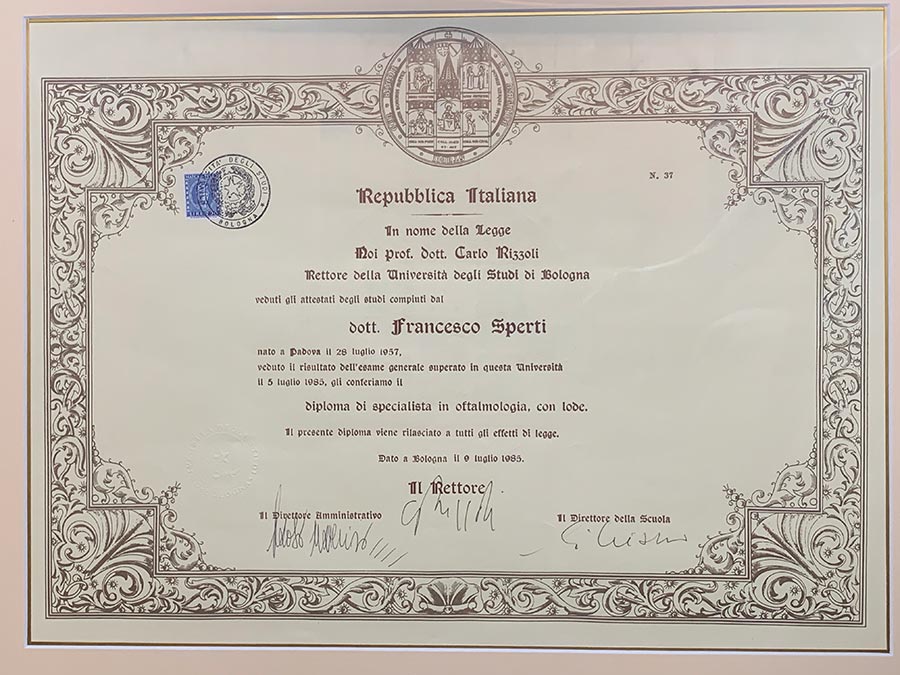 N. 37
Repubblica Italiana
In nome della Legge
Noi prof. dott. Carlo Rizzoli
Rettore della Università degli Studi di Bologna
veduti gli attestati degli studi compiuti dal
dott. Francesco Sperti
nato a Padova il 28 luglio 1957,
veduto il risultato dell'esame generale superato in questa Università
il 5 luglio 1985, gli conferiamo il
diploma di specialista in oftalmologia, con lode.
Il presente diploma viene rilasciato a tutti gli effetti di legge.
Dato a Bologna il 9 luglio 1985.
Il Rettore
Il Direttore Amministrativo
Il Direttore della Scuola
BOLOGNA